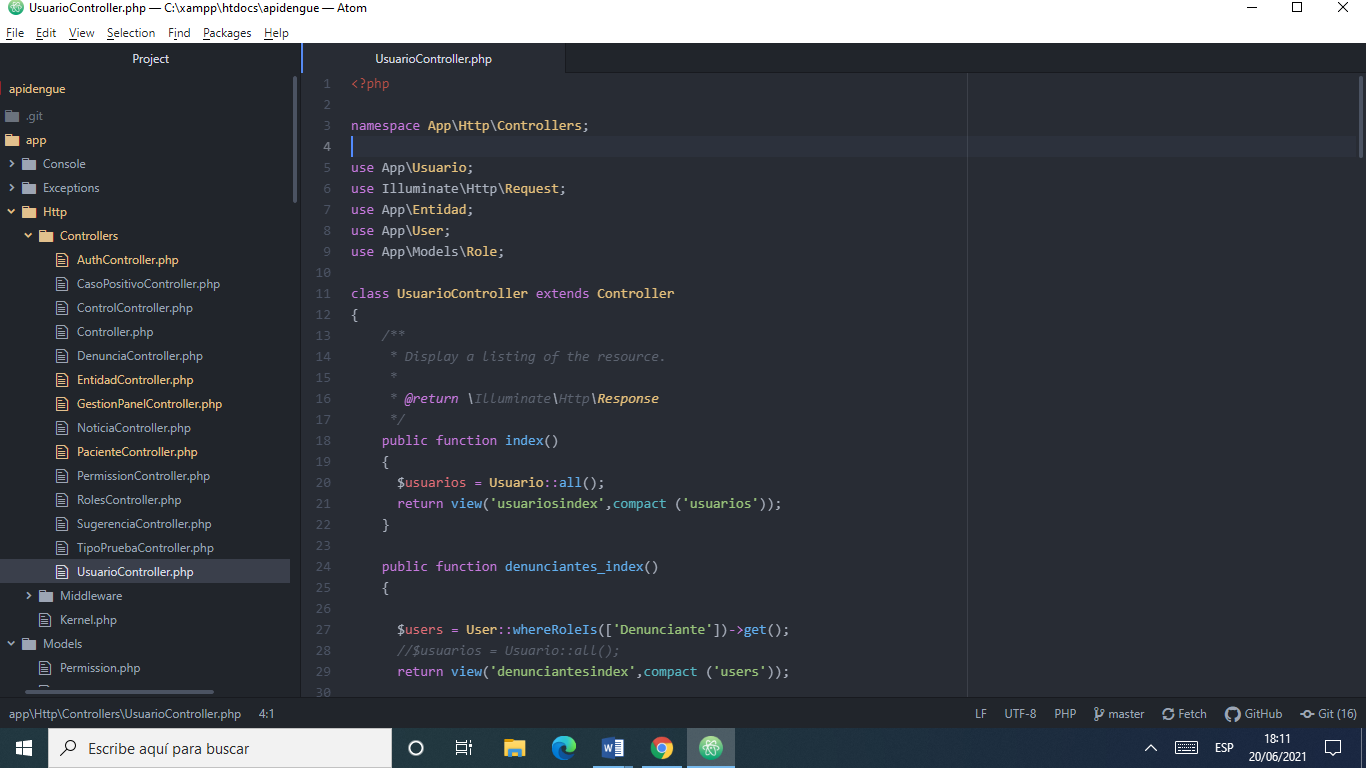 UsuarioController.php — C:\xampp\htdocs\apidengue — Atom
File Edit View Selection Find Packages Help
Project
UsuarioController.php
apidengue
.git
app
Console
Exceptions
Http
Controllers
AuthController.php
CasoPositivoController.php
ControlController.php
Controller.php
DenunciaController.php
EntidadController.php
GestionPanelController.php
NoticiaController.php
PacienteController.php
PermissionController.php
RolesController.php
SugerenciaController.php
TipoPruebaController.php
UsuarioController.php
Middleware
Kernel.php
Models
Permission.php
1 <?php
2
3 namespace App\Http\Controllers;
4
5 use App\Usuario;
6 use Illuminate\Http\Request;
7 use App\Entidad;
8 use App\User;
9 use App\Models\Role;
10
11 class UsuarioController extends Controller
12 {
13     /**
14      * Display a listing of the resource.
15      *
16      * @return \Illuminate\Http\Response
17      */
18     public function index()
19     {
20       $usuarios = Usuario::all();
21       return view('usuariosindex',compact ('usuarios'));
22     }
23
24     public function denunciantes_index()
25     {
26
27       $users = User::whereRoleIs(['Denunciante'])->get();
28       //$usuarios = Usuario::all();
29       return view('denunciantesindex',compact ('users'));
30
app\Http\Controllers\UsuarioController.php 4:1 LF UTF-8 PHP master Fetch GitHub Git (16)
Escribe aquí para buscar
ESP
18:11
20/06/2021